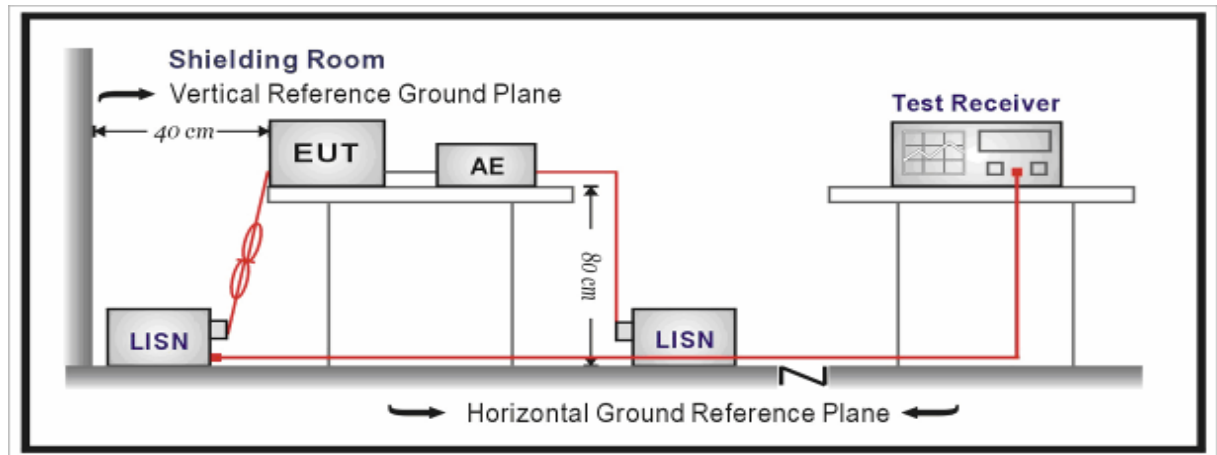 Shielding Room
Vertical Reference Ground Plane
40 cm
EUT
AE
Test Receiver
80 cm
LISN
LISN
Horizontal Ground Reference Plane